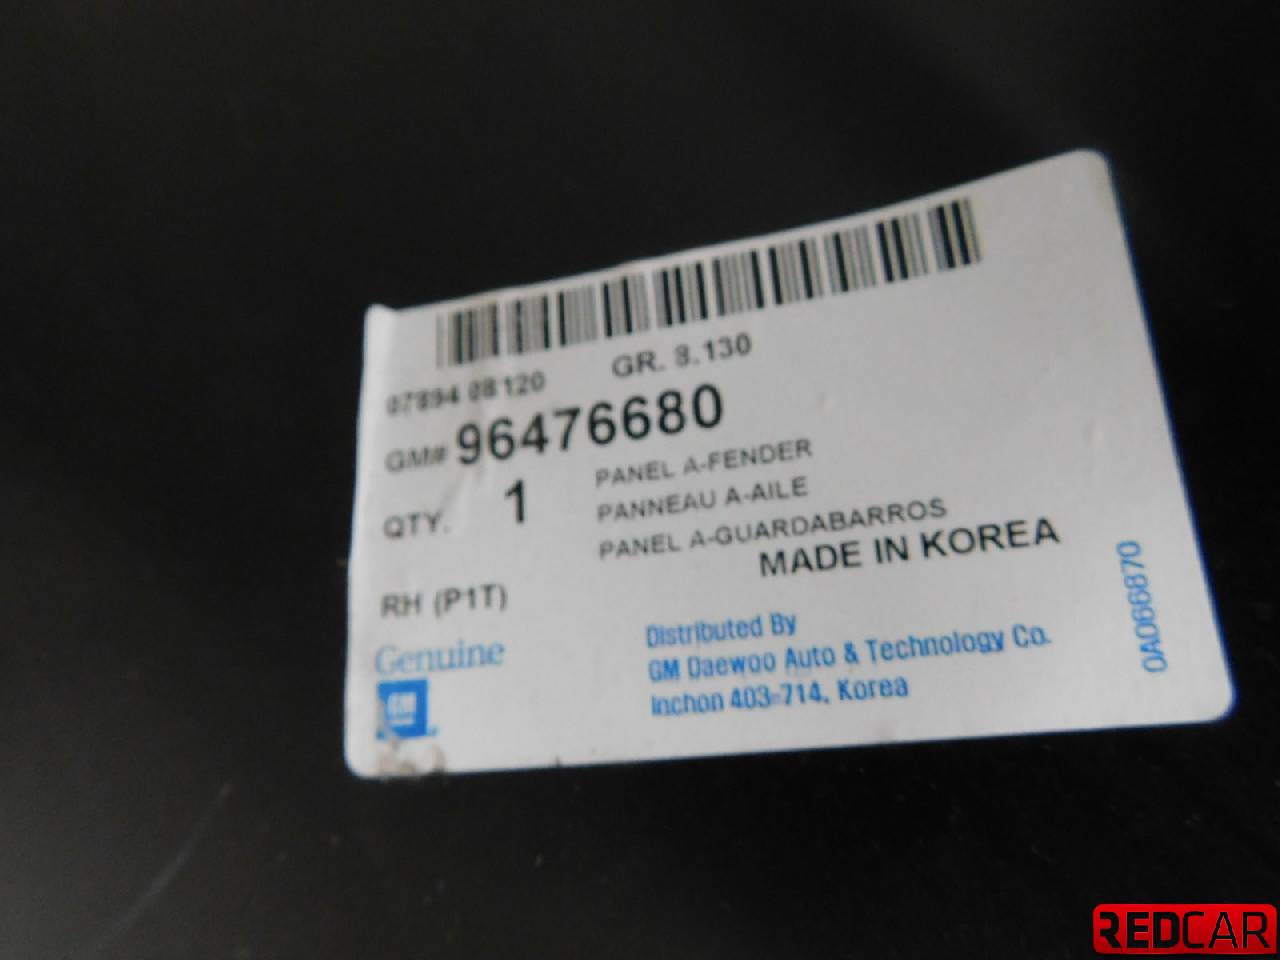 07894 08120 GR. 8.130
GM# 96476680
QTY. 1
PANEL A-FENDER
PANNEAU A-AILE
PANEL A-GUARDABARROS
MADE IN KOREA
RH (P1T)
Genuine
GM
Distributed By
GM Daewoo Auto & Technology Co.
Inchon 403-714, Korea
0A066870
REDCAR